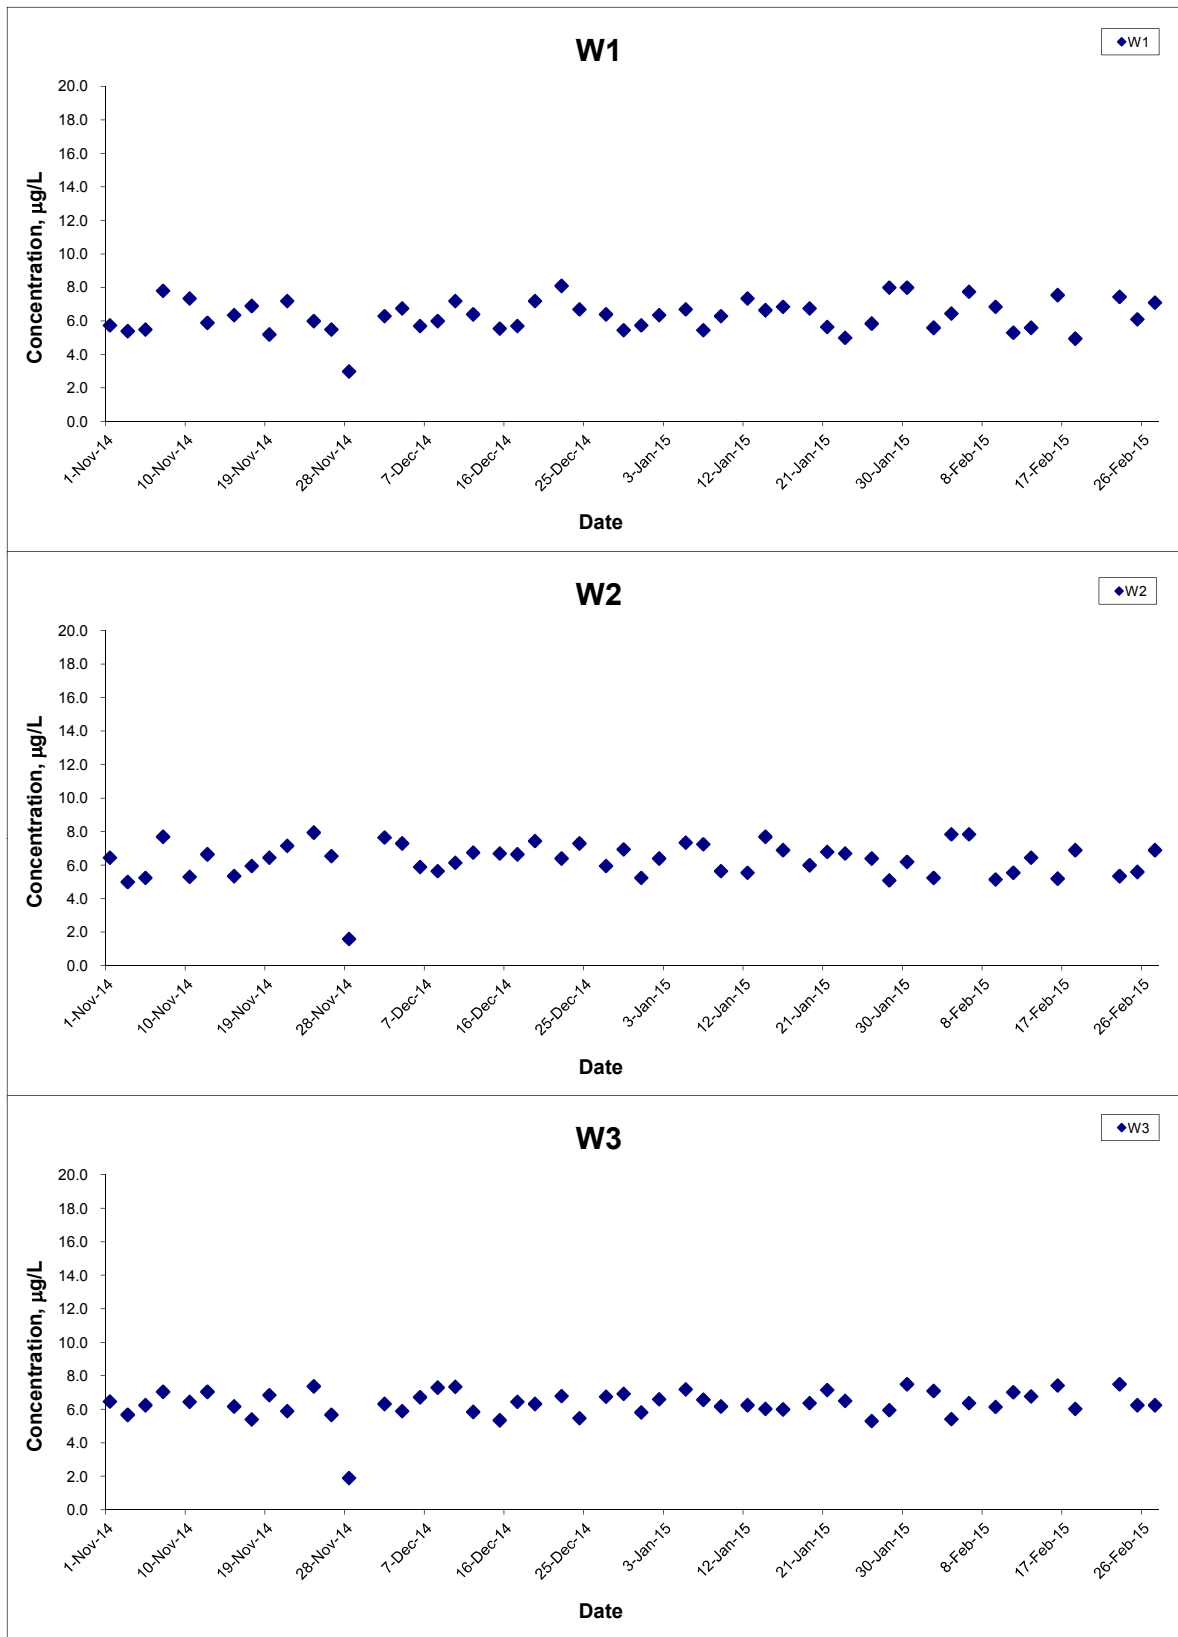 W1
W1
20.0
18.0
16.0
14.0
12.0
10.0
8.0
6.0
4.0
2.0
0.0
Concentration, µg/L
1-Nov-14
10-Nov-14
19-Nov-14
28-Nov-14
7-Dec-14
16-Dec-14
25-Dec-14
3-Jan-15
12-Jan-15
21-Jan-15
30-Jan-15
8-Feb-15
17-Feb-15
26-Feb-15
Date
W2
W2
20.0
18.0
16.0
14.0
12.0
10.0
8.0
6.0
4.0
2.0
0.0
Concentration, µg/L
1-Nov-14
10-Nov-14
19-Nov-14
28-Nov-14
7-Dec-14
16-Dec-14
25-Dec-14
3-Jan-15
12-Jan-15
21-Jan-15
30-Jan-15
8-Feb-15
17-Feb-15
26-Feb-15
Date
W3
W3
20.0
18.0
16.0
14.0
12.0
10.0
8.0
6.0
4.0
2.0
0.0
Concentration, µg/L
1-Nov-14
10-Nov-14
19-Nov-14
28-Nov-14
7-Dec-14
16-Dec-14
25-Dec-14
3-Jan-15
12-Jan-15
21-Jan-15
30-Jan-15
8-Feb-15
17-Feb-15
26-Feb-15
Date